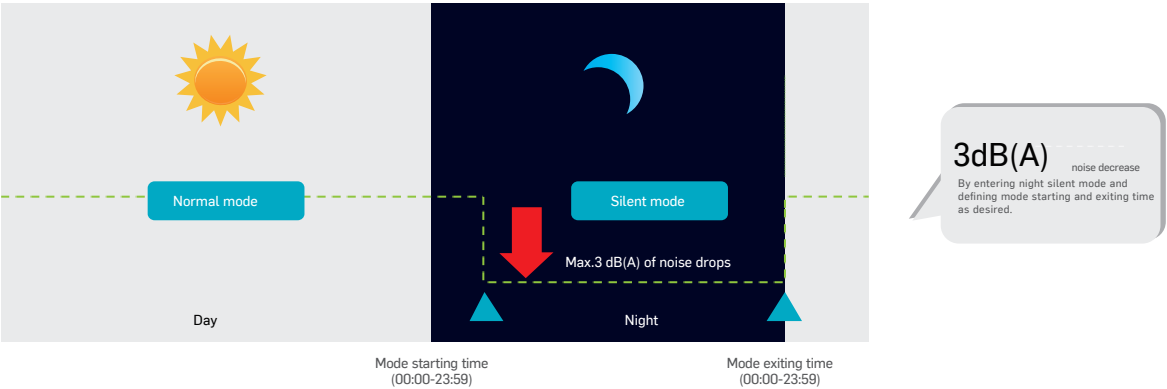 Normal mode
Silent mode
Max.3 dB(A) of noise drops
Day
Night
Mode starting time
(00:00-23:59)
Mode exiting time
(00:00-23:59)
3dB(A)
noise decrease
By entering night silent mode and
defining mode starting and exiting time
as desired.